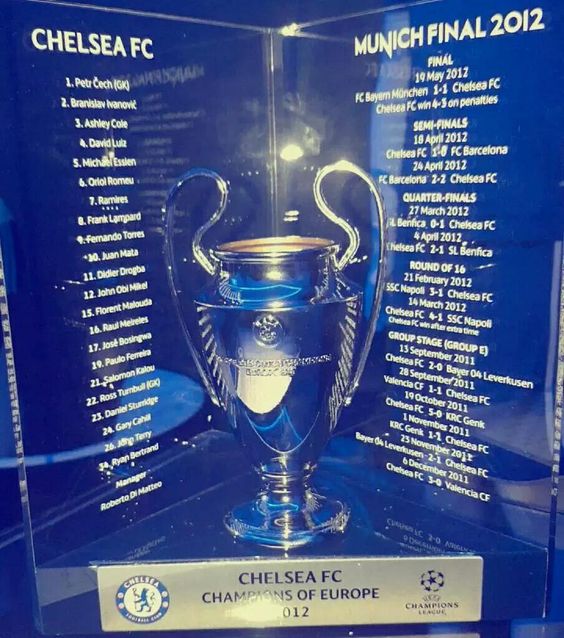 CHELSEA FC
1. Petr Čech (GK)
2. Branislav Ivanović
3. Ashley Cole
4. David Luiz
5. Michael Essien
6. Oriol Romeu
7. Ramires
8. Frank Lampard
9. Fernando Torres
10. Juan Mata
11. Didier Drogba
12. John Obi Mikel
15. Florent Malouda
16. Raul Meireles
17. José Bosingwa
19. Paulo Ferreira
21. Salomon Kalou
22. Ross Turnbull (GK)
23. Daniel Sturridge
24. Gary Cahill
26. John Terry
34. Ryan Bertrand
Manager
Roberto Di Matteo
MUNICH FINAL 2012
FINAL
19 May 2012
FC Bayern München 1-1 Chelsea FC
Chelsea FC win 4-3 on penalties
SEMI-FINALS
18 April 2012
Chelsea FC 1-0 FC Barcelona
24 April 2012
FC Barcelona 2-2 Chelsea FC
QUARTER-FINALS
27 March 2012
SL Benfica 0-1 Chelsea FC
4 April 2012
Chelsea FC 2-1 SL Benfica
ROUND OF 16
21 February 2012
SSC Napoli 3-1 Chelsea FC
14 March 2012
Chelsea FC 4-1 SSC Napoli
Chelsea FC win after extra time
GROUP STAGE (GROUP E)
13 September 2011
Chelsea FC 2-0 Bayer 04 Leverkusen
28 September 2011
Valencia CF 1-1 Chelsea FC
19 October 2011
Chelsea FC 5-0 KRC Genk
1 November 2011
KRC Genk 1-1 Chelsea FC
23 November 2011
Bayer 04 Leverkusen 2-1 Chelsea FC
6 December 2011
Chelsea FC 3-0 Valencia CF
CHELSEA
FOOTBALL CLUB
CHELSEA FC
CHAMPIONS OF EUROPE
2012
UEFA
CHAMPIONS
LEAGUE